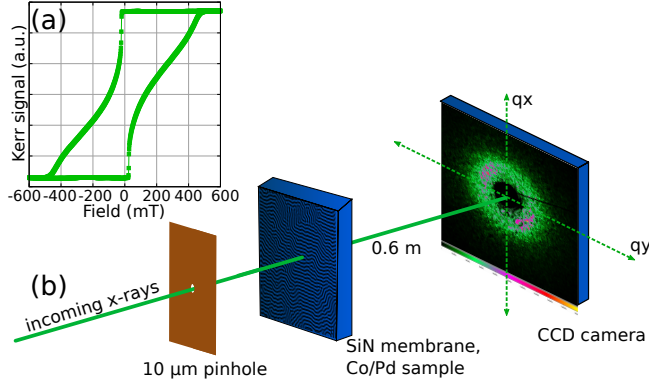 (a)
Kerr signal (a.u.)
-600 -400 -200 0 200 400 600
Field (mT)
(b)
incoming x-rays
10 µm pinhole
SiN membrane,
Co/Pd sample
0.6 m
qx
qy
CCD camera